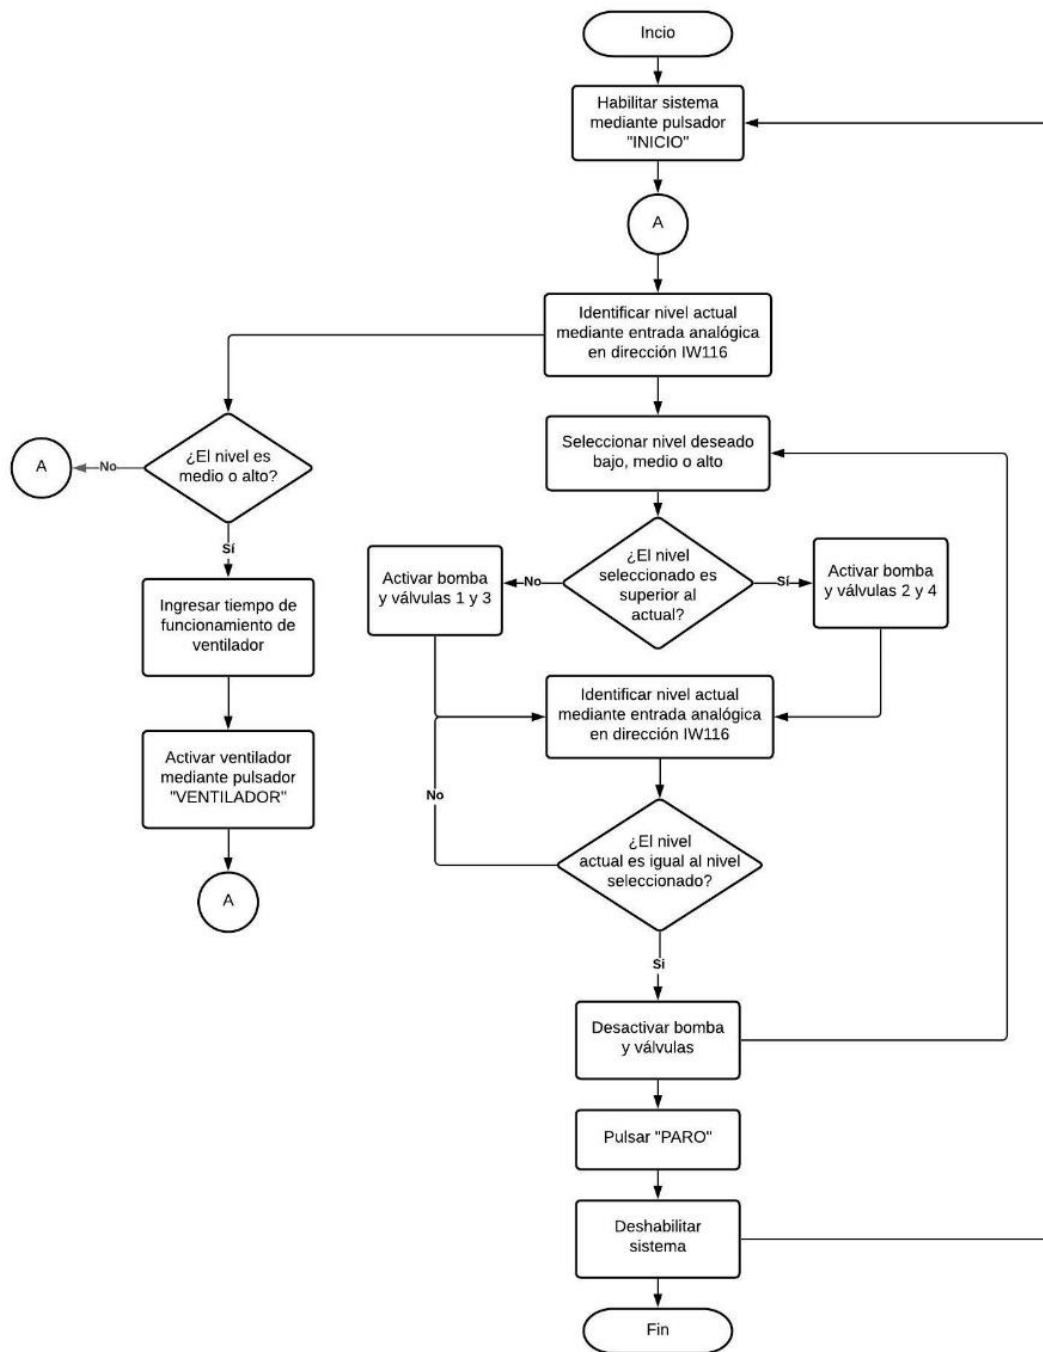 Incio
Habilitar sistema
mediante pulsador
"INICIO"
A
Identificar nivel actual
mediante entrada analógica
en dirección IW116
¿El nivel es
medio o alto?
No
A
Sí
Ingresar tiempo de
funcionamiento de
ventilador
Activar ventilador
mediante pulsador
"VENTILADOR"
A
Seleccionar nivel deseado
bajo, medio o alto
¿El nivel
seleccionado es
superior al
actual?
No
Activar bomba
y válvulas 1 y 3
Sí
Activar bomba
y válvulas 2 y 4
Identificar nivel actual
mediante entrada analógica
en dirección IW116
No
¿El nivel
actual es igual al nivel
seleccionado?
Si
Desactivar bomba
y válvulas
Pulsar "PARO"
Deshabilitar
sistema
Fin